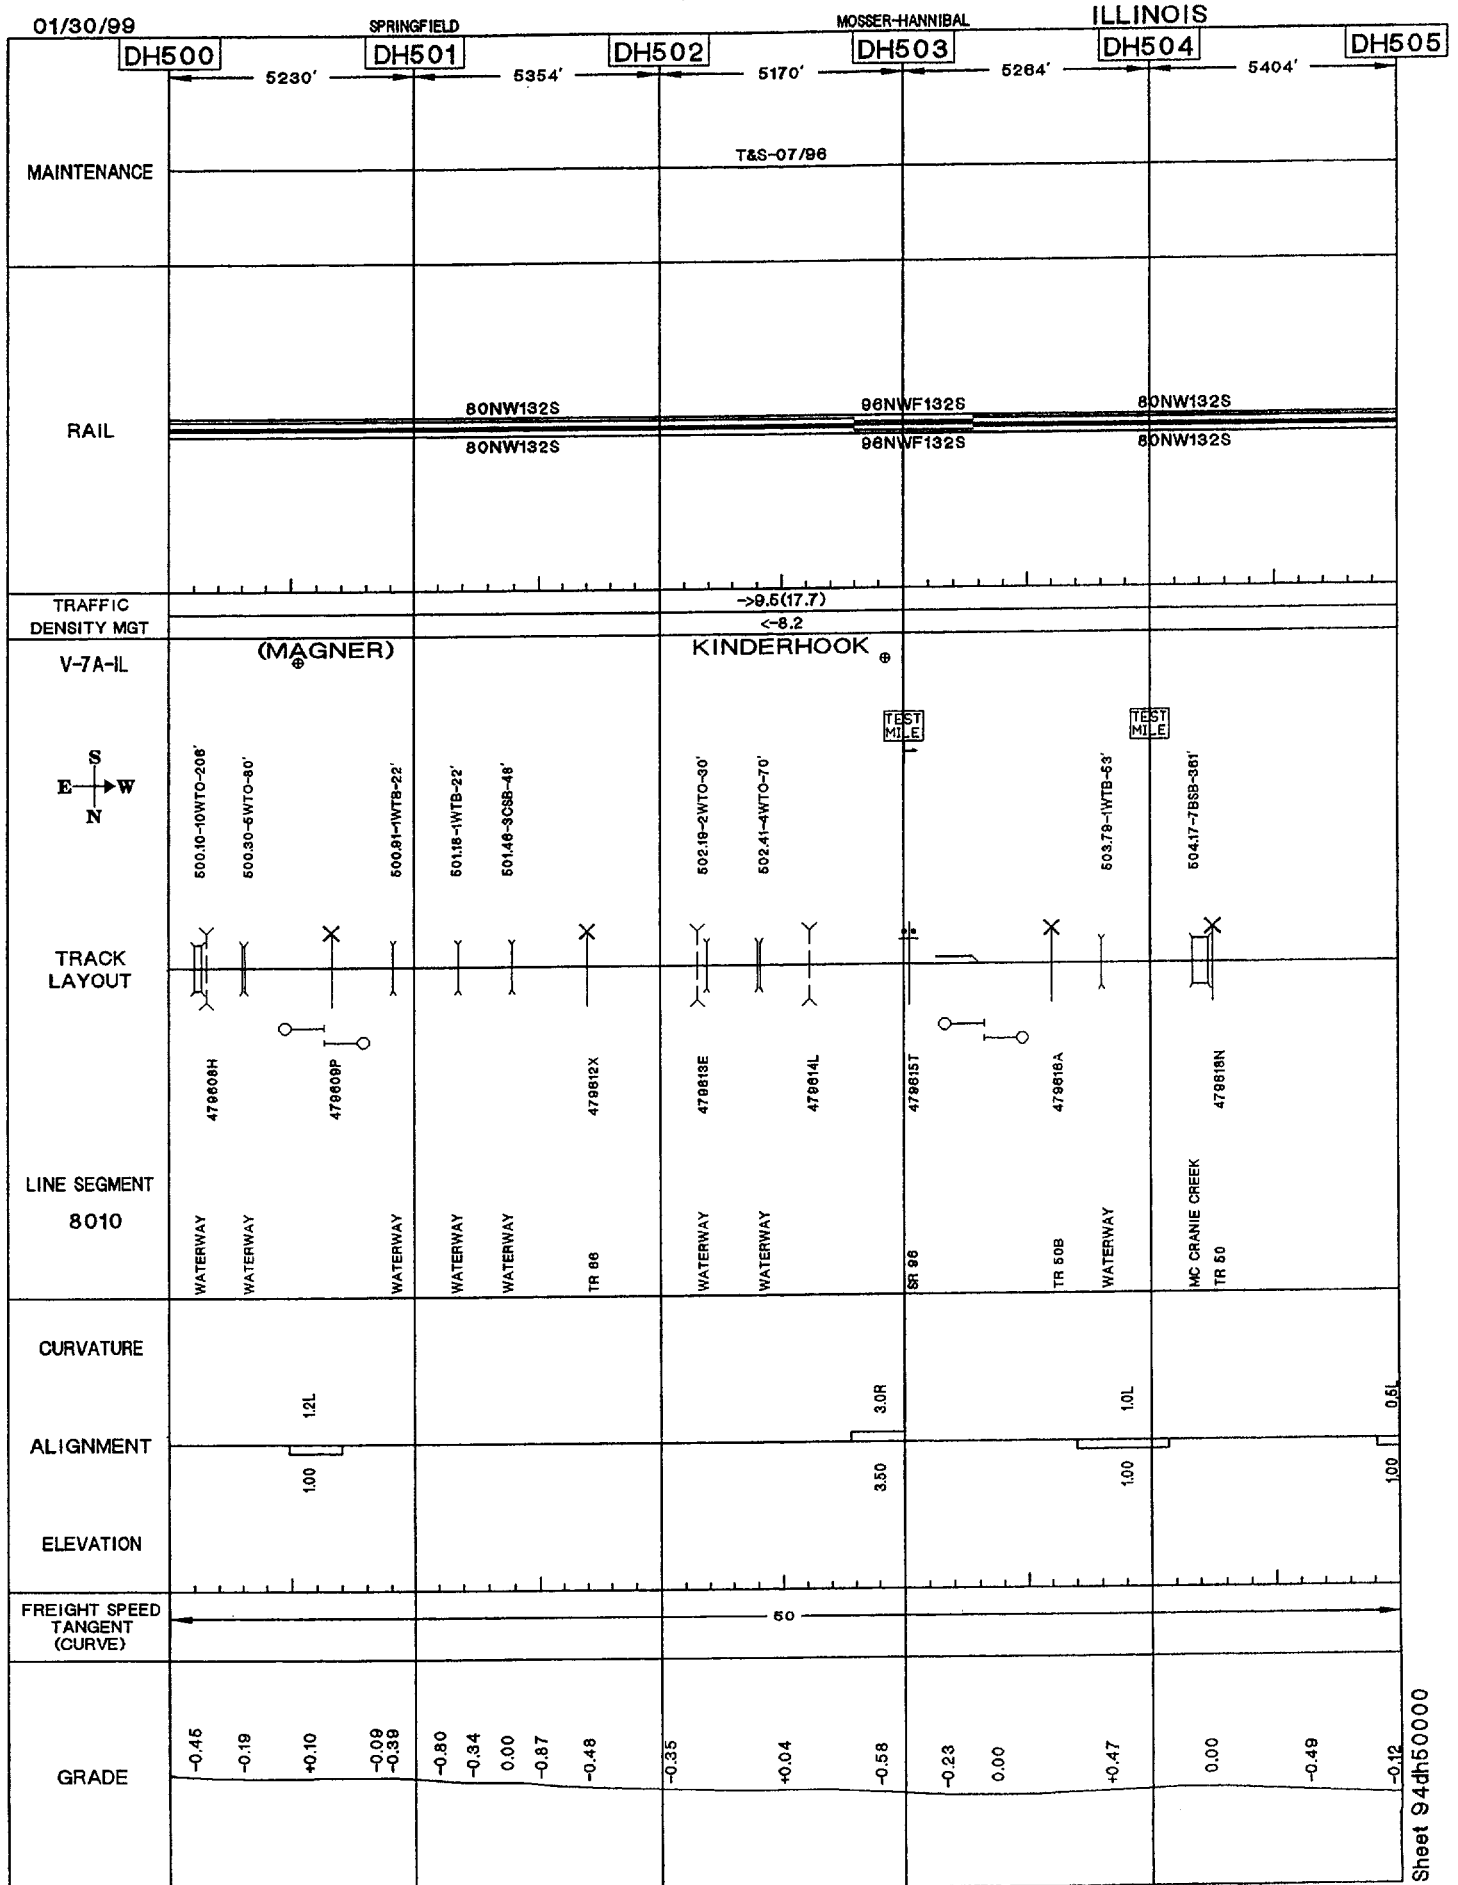 01/30/99
SPRINGFIELD
MOSSER-HANNIBAL
ILLINOIS
DH500
DH501
DH502
DH503
DH504
DH505
5230'
5354'
5170'
5264'
5404'
MAINTENANCE
T&S-07/96
RAIL
80NW132S
96NWF132S
80NW132S
80NW132S
96NWF132S
80NW132S
TRAFFIC
DENSITY MGT
->9.5(17.7)
<-8.2
V-7A-IL
(MAGNER)
KINDERHOOK
TEST
MILE
TEST
MILE
S
E W
N
500.10-10WTO-206'
500.30-5WTO-80'
500.91-1WTB-22'
501.18-1WTB-22'
501.46-3CSB-48'
502.19-2WTO-30'
502.41-4WTO-70'
503.79-1WTB-53'
504.17-7BSB-361'
TRACK
LAYOUT
479608H
479609P
479612X
479613E
479614L
479615T
479616A
479618N
LINE SEGMENT
8010
WATERWAY
WATERWAY
WATERWAY
WATERWAY
WATERWAY
TR 66
WATERWAY
WATERWAY
SR 96
TR 50B
WATERWAY
MC CRANIE CREEK
TR 50
CURVATURE
1.2L
3.0R
1.0L
0.5L
ALIGNMENT
1.00
3.50
1.00
1.00
ELEVATION
FREIGHT SPEED
TANGENT
(CURVE)
50
GRADE
-0.45
-0.19
+0.10
-0.09
-0.39
-0.80
-0.34
0.00
-0.87
-0.48
-0.35
+0.04
-0.58
-0.23
0.00
+0.47
0.00
-0.49
-0.12
Sheet 94dh50000